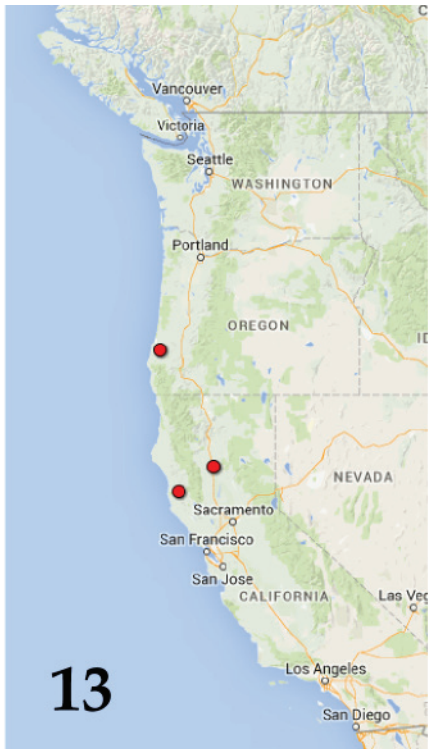 C
Vancouver
Victoria
Seattle
WASHINGTON
Portland
OREGON
ID
NEVADA
Sacramento
San Francisco
San Jose
CALIFORNIA
Las Veg
Los Angeles
13
San Diego